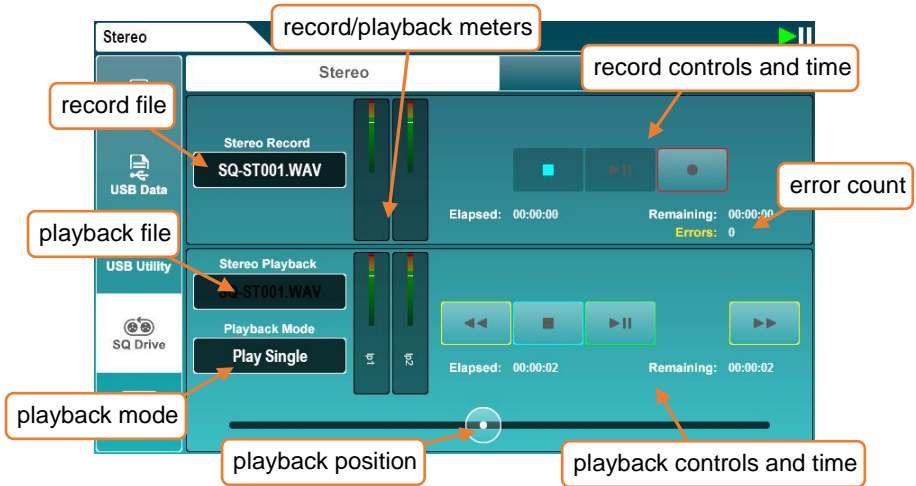 Stereo
record/playback meters
Stereo
record controls and time
record file
Stereo Record
SQ-ST001.WAV
USB Data
error count
Elapsed: 00:00:00
Remaining: 00:00:00
Errors: 0
playback file
USB Utility
Stereo Playback
SQ-ST001.WAV
Playback Mode
Play Single
SQ Drive
Ip1
Ip2
Elapsed: 00:00:02
Remaining: 00:00:02
playback mode
playback position
playback controls and time